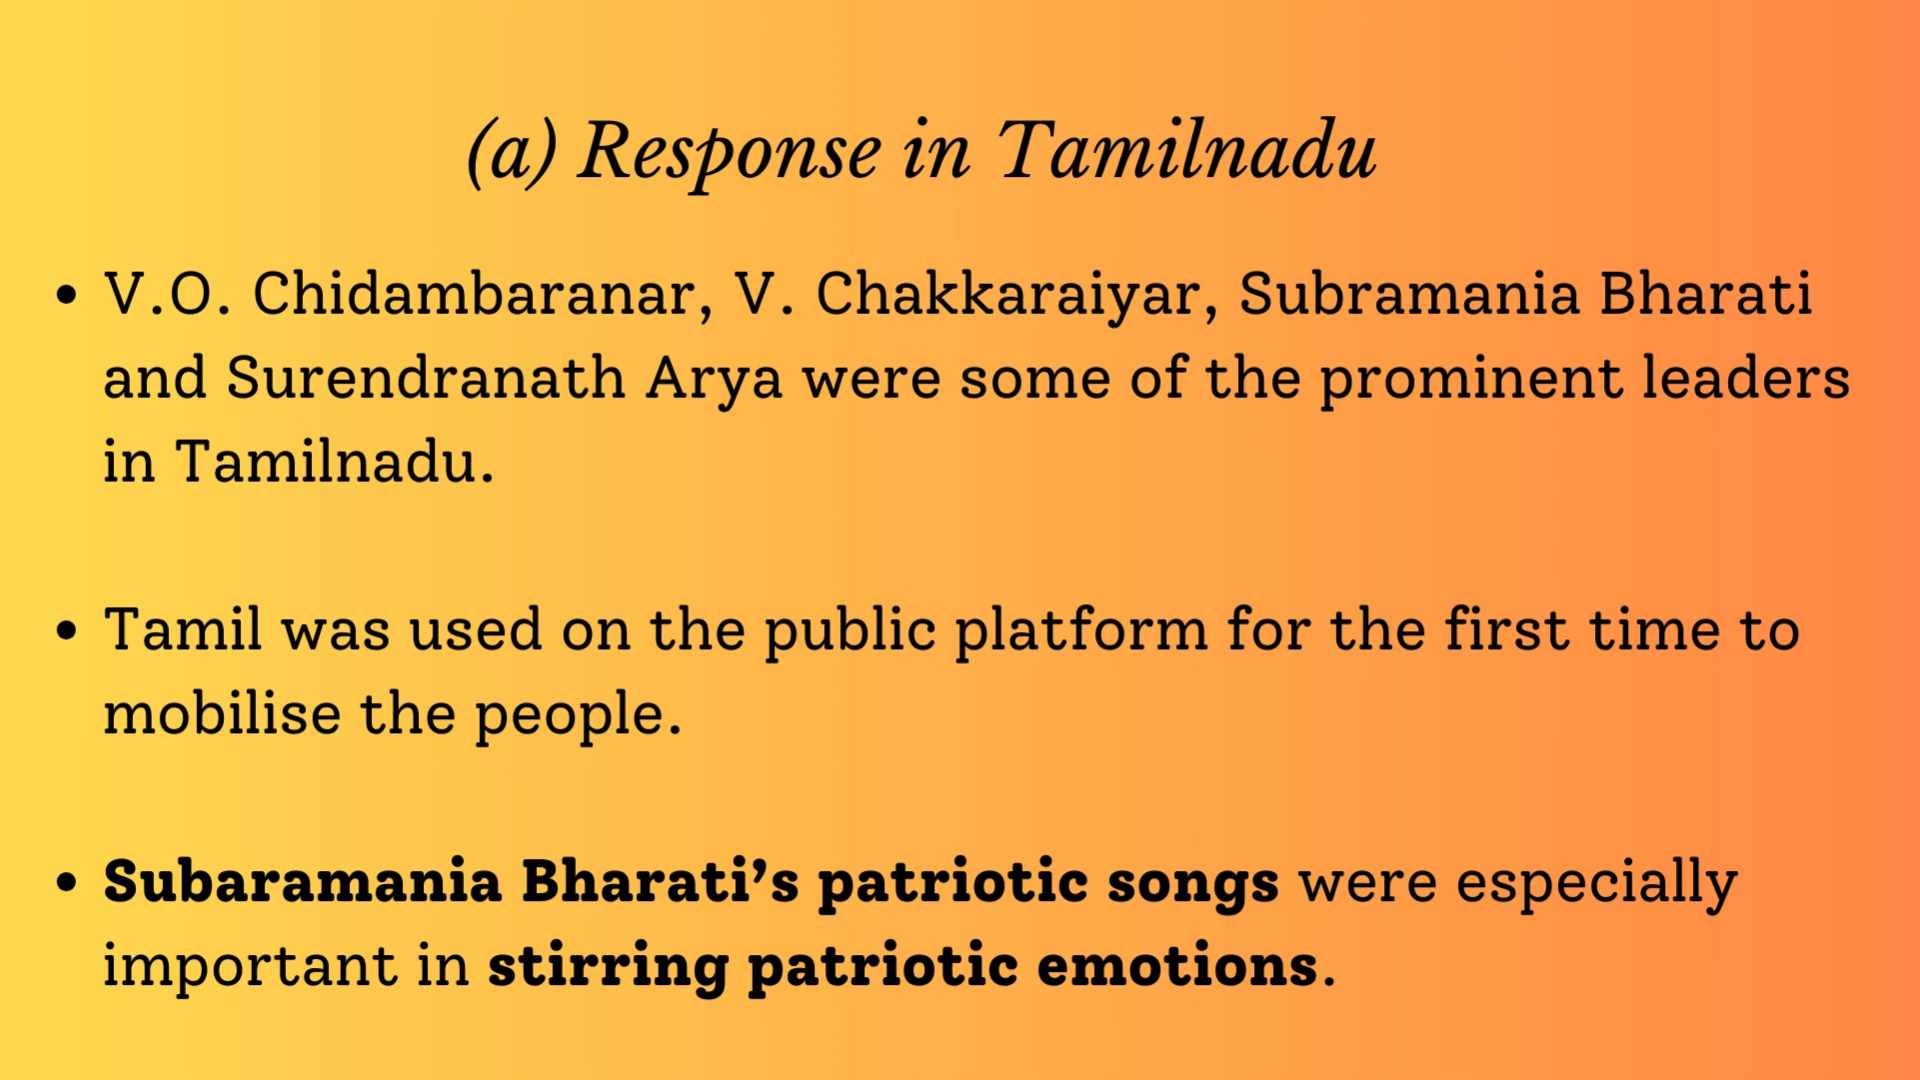 (a) Response in Tamilnadu
• V.O. Chidambaranar, V. Chakkaraiyar, Subramania Bharati
and Surendranath Arya were some of the prominent leaders
in Tamilnadu.
• Tamil was used on the public platform for the first time to
mobilise the people.
• Subaramania Bharati’s patriotic songs were especially
important in stirring patriotic emotions.